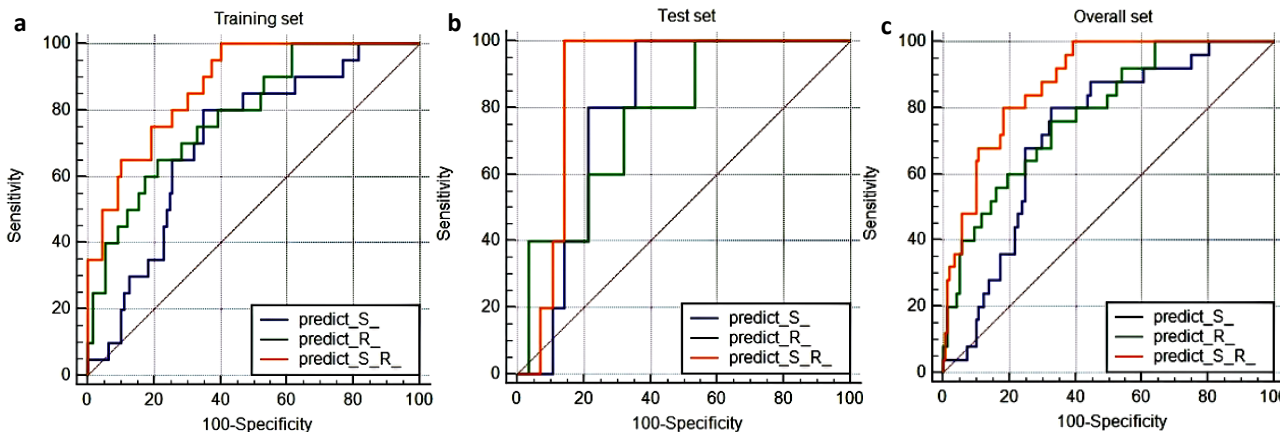 a
Training set
100
80
60
40
20
0
Sensitivity
predict_S_
predict_R_
predict_S_R_
0 20 40 60 80 100
100-Specificity
b
Test set
100
80
60
40
20
0
Sensitivity
predict_S_
predict_R_
predict_S_R_
0 20 40 60 80 100
100-Specificity
c
Overall set
100
80
60
40
20
0
Sensitivity
predict_S_
predict_R_
predict_S_R_
0 20 40 60 80 100
100-Specificity